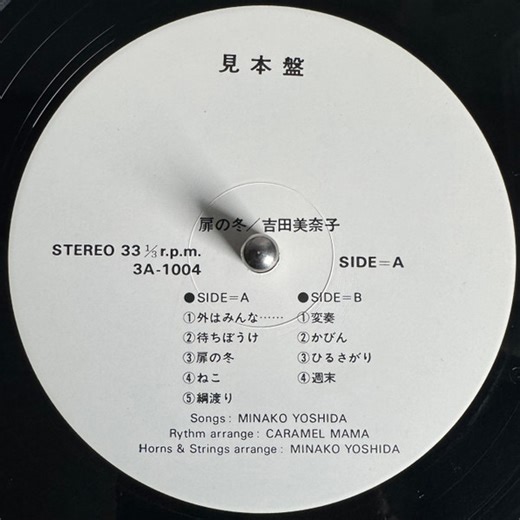 見本盤
扉の冬／吉田美奈子
STEREO 33 1/3 r.p.m.
3A-1004
SIDE=A
●SIDE=A ●SIDE=B
①外はみんな…… ①変奏
②待ちぼうけ ②かびん
③扉の冬 ③ひるさがり
④ねこ ④週末
⑤綱渡り
Songs: MINAKO YOSHIDA
Rythm arrange: CARAMEL MAMA
Horns & Strings arrange: MINAKO YOSHIDA